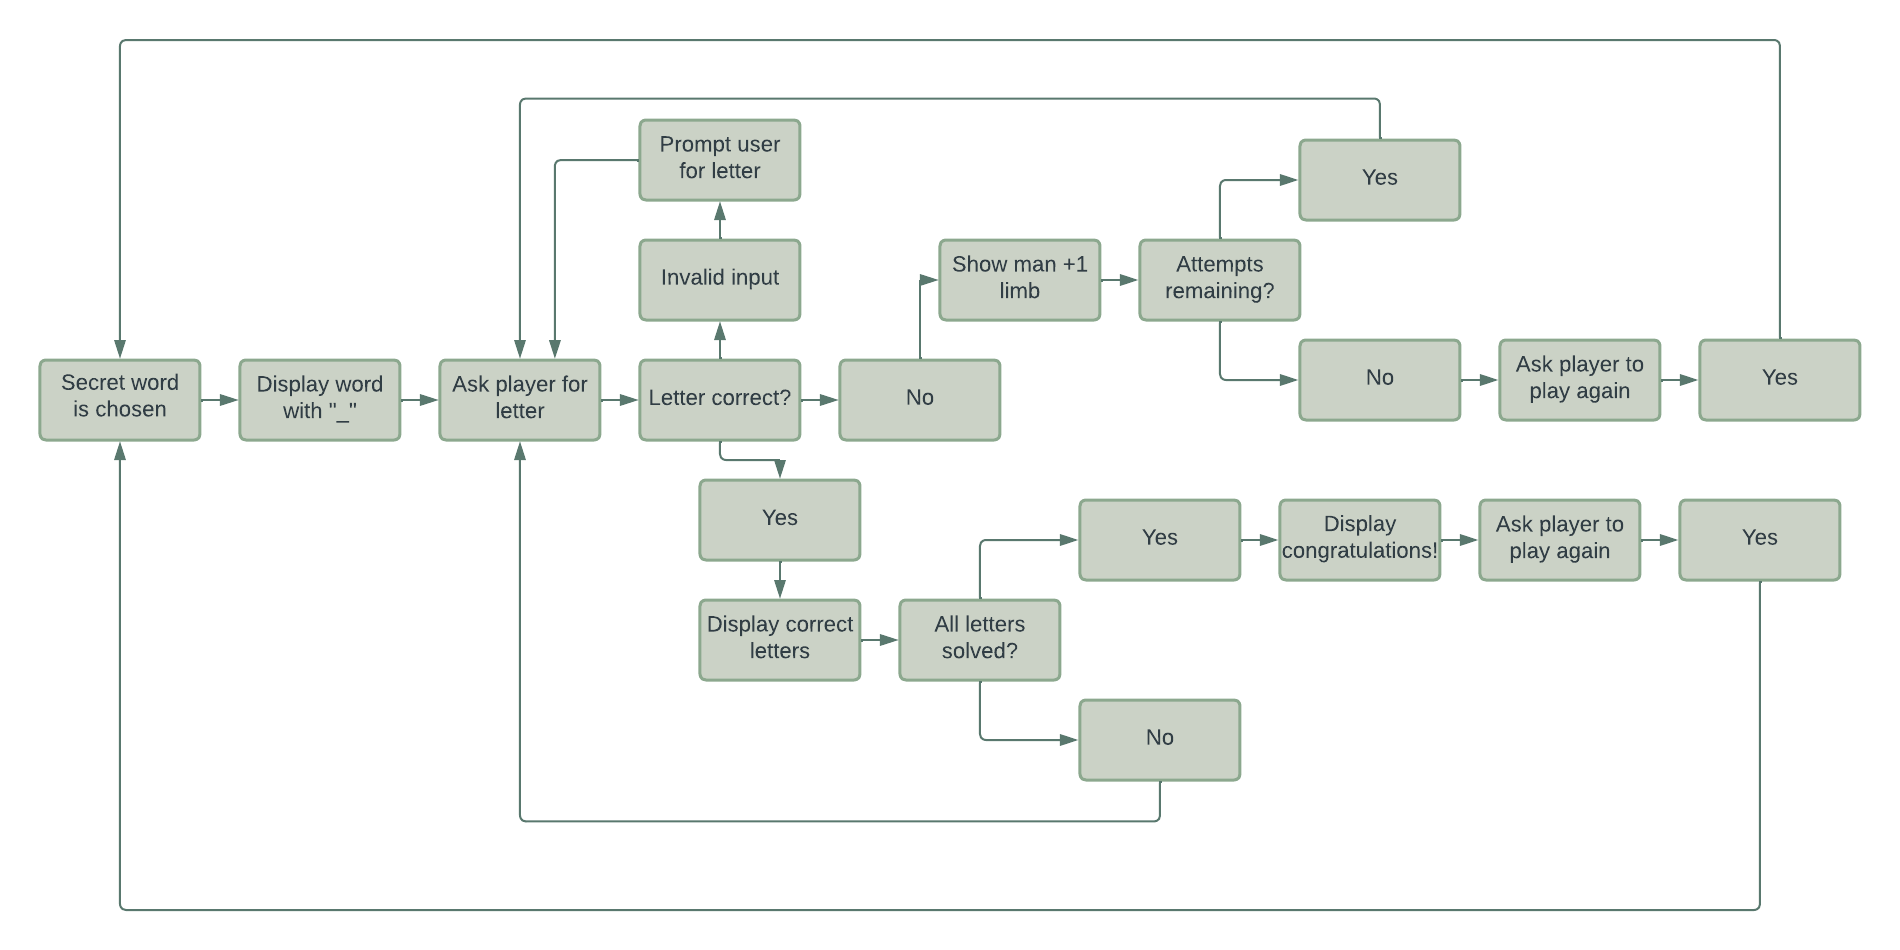 Prompt user
for letter
Yes
Invalid input
Show man +1
limb
Attempts
remaining?
Secret word
is chosen
Display word
with "_"
Ask player for
letter
Letter correct?
No
No
Ask player to
play again
Yes
Yes
Yes
Display
congratulations!
Ask player to
play again
Yes
Display correct
letters
All letters
solved?
No